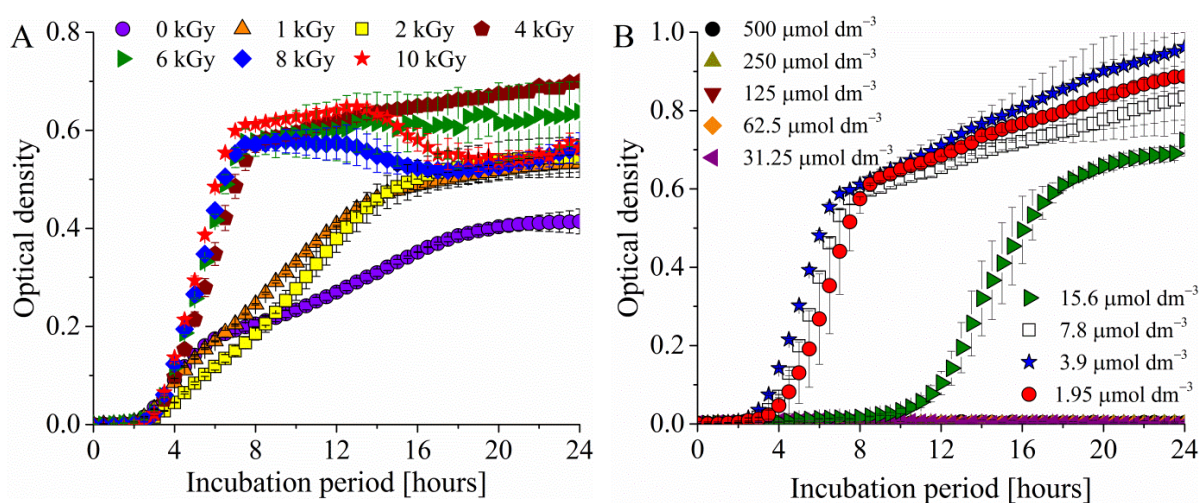 A
0 kGy 1 kGy 2 kGy 4 kGy
6 kGy 8 kGy 10 kGy
Optical density
0.8
0.6
0.4
0.2
0.0
0 4 8 12 16 20 24
Incubation period [hours]
B
500 µmol dm⁻³
250 µmol dm⁻³
125 µmol dm⁻³
62.5 µmol dm⁻³
31.25 µmol dm⁻³
15.6 µmol dm⁻³
7.8 µmol dm⁻³
3.9 µmol dm⁻³
1.95 µmol dm⁻³
Optical density
1.0
0.8
0.6
0.4
0.2
0.0
0 4 8 12 16 20 24
Incubation period [hours]